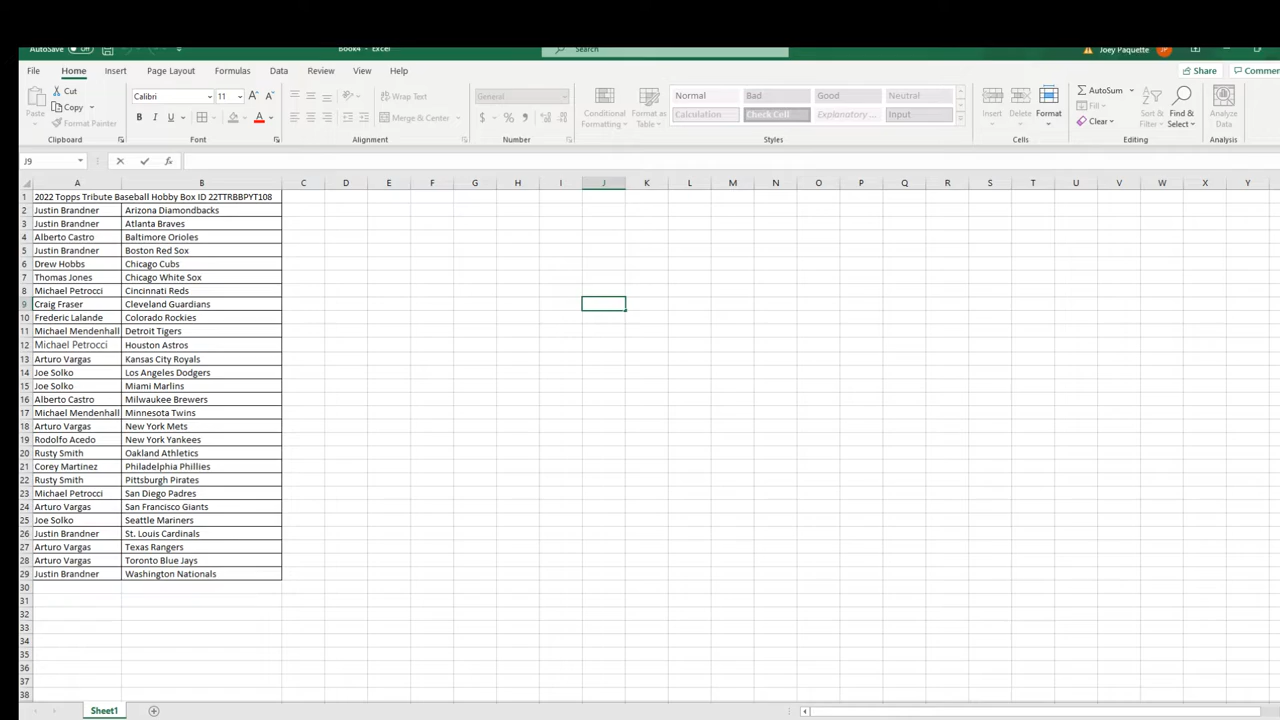 AutoSave Off Book4 - Excel Search Joey Paquette JP
File Home Insert Page Layout Formulas Data Review View Help Share Commen
Cut Calibri 11 Wrap Text General Normal Bad Good Neutral AutoSum
Copy Fill
Paste Format Painter B I U A Merge & Center $ % Conditional Formatting Format as Table Calculation Check Cell Explanatory ... Input Insert Delete Format Clear Sort & Filter Find & Select Analyze Data
Clipboard Font Alignment Number Styles Cells Editing Analysis
J9 fx
A B C D E F G H I J K L M N O P Q R S T U V W X Y
1 2022 Topps Tribute Baseball Hobby Box ID 22TTRBBPYT108
2 Justin Brandner Arizona Diamondbacks
3 Justin Brandner Atlanta Braves
4 Alberto Castro Baltimore Orioles
5 Justin Brandner Boston Red Sox
6 Drew Hobbs Chicago Cubs
7 Thomas Jones Chicago White Sox
8 Michael Petrocci Cincinnati Reds
9 Craig Fraser Cleveland Guardians
10 Frederic Lalande Colorado Rockies
11 Michael Mendenhall Detroit Tigers
12 Michael Petrocci Houston Astros
13 Arturo Vargas Kansas City Royals
14 Joe Solko Los Angeles Dodgers
15 Joe Solko Miami Marlins
16 Alberto Castro Milwaukee Brewers
17 Michael Mendenhall Minnesota Twins
18 Arturo Vargas New York Mets
19 Rodolfo Acedo New York Yankees
20 Rusty Smith Oakland Athletics
21 Corey Martinez Philadelphia Phillies
22 Rusty Smith Pittsburgh Pirates
23 Michael Petrocci San Diego Padres
24 Arturo Vargas San Francisco Giants
25 Joe Solko Seattle Mariners
26 Justin Brandner St. Louis Cardinals
27 Arturo Vargas Texas Rangers
28 Arturo Vargas Toronto Blue Jays
29 Justin Brandner Washington Nationals
30
31
32
33
34
35
36
37
38
Sheet1